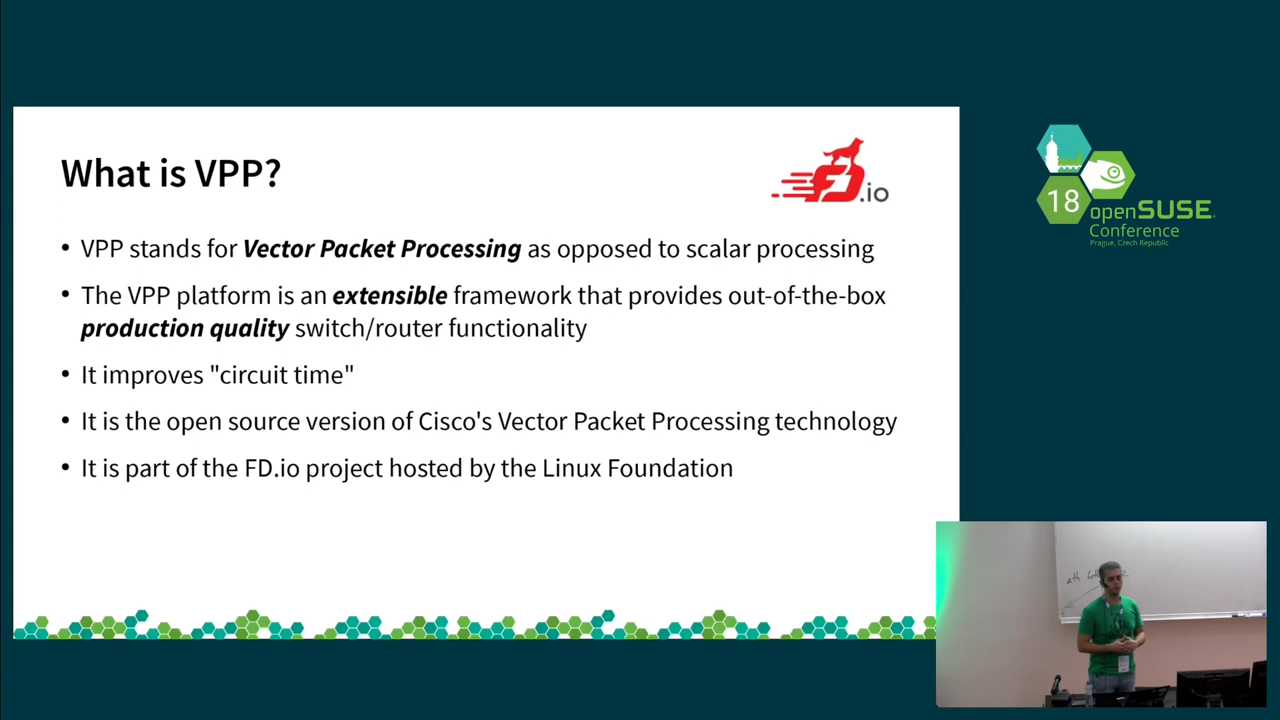 What is VPP?
FD.io
• VPP stands for Vector Packet Processing as opposed to scalar processing
• The VPP platform is an extensible framework that provides out-of-the-box
production quality switch/router functionality
• It improves "circuit time"
• It is the open source version of Cisco's Vector Packet Processing technology
• It is part of the FD.io project hosted by the Linux Foundation
18
openSUSE
Conference
Prague, Czech Republic